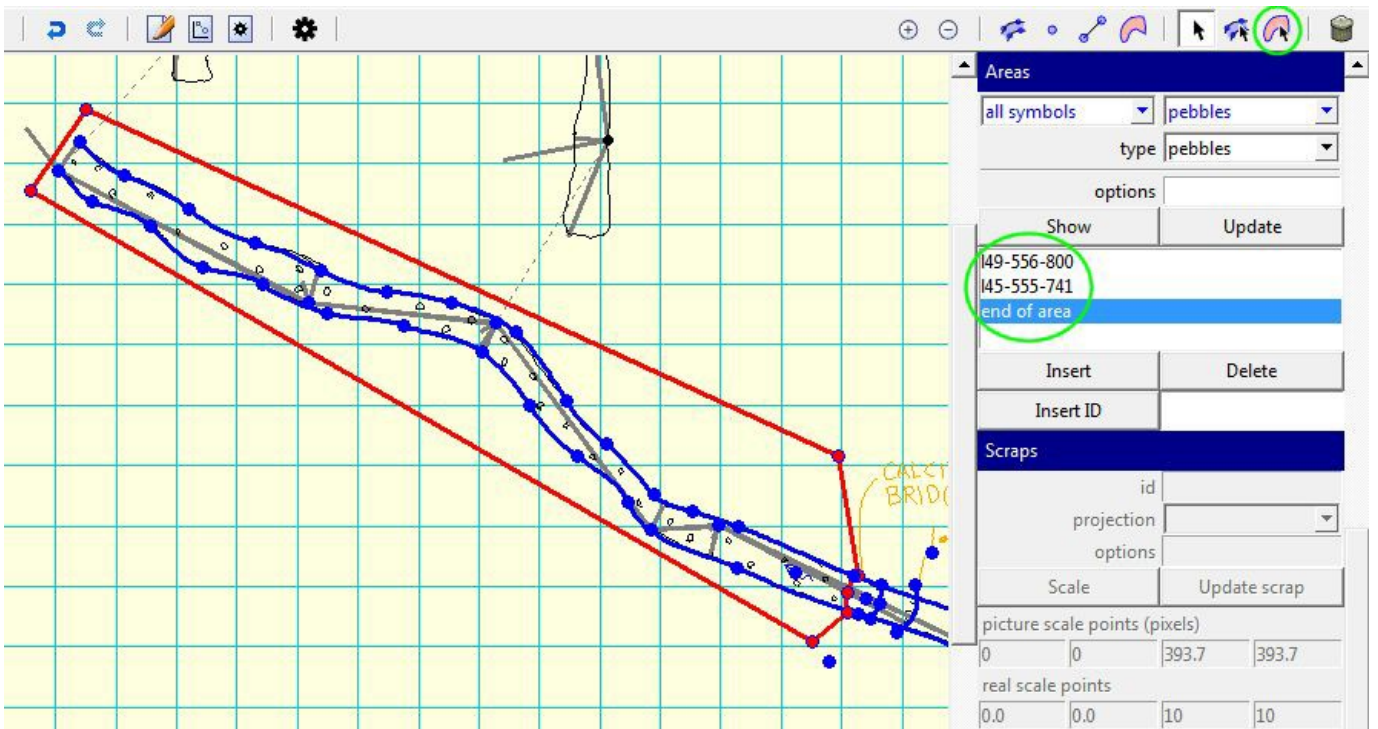 Areas
all symbols pebbles
type pebbles
options
Show Update
l49-556-800
l45-555-741
end of area
Insert Delete
Insert ID
Scraps
id
projection
options
Scale Update scrap
picture scale points (pixels)
0 0 393.7 393.7
real scale points
0.0 0.0 10 10
CALCI
BRIDG